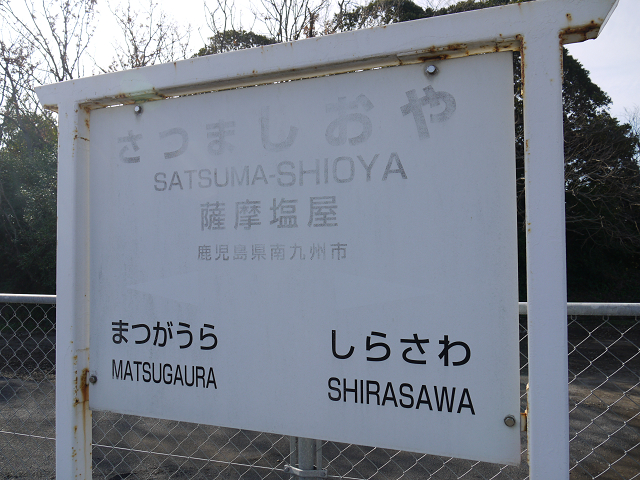 さつましおや
SATSUMA-SHIOYA
薩摩塩屋
鹿児島県南九州市
まつがうら しらさわ
MATSUGAURA SHIRASAWA